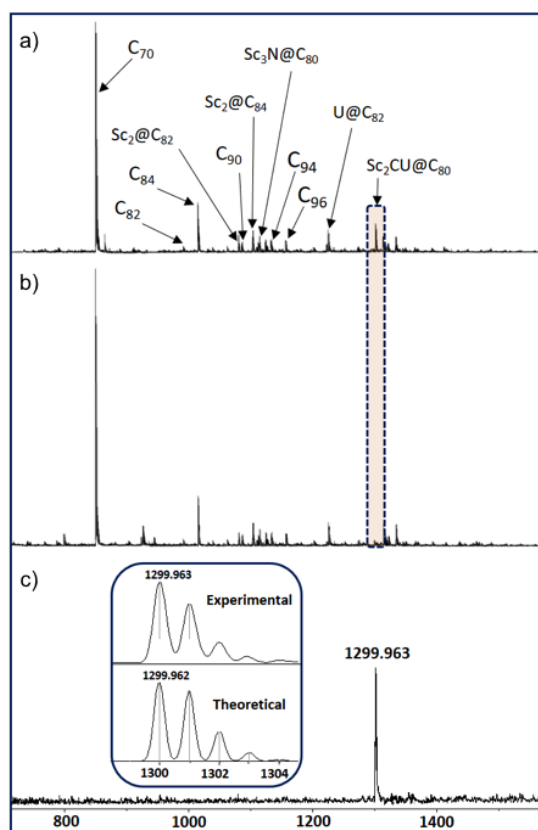 a)
C₇₀
Sc₃N@C₈₀
Sc₂@C₈₄
U@C₈₂
Sc₂@C₈₂
C₉₀
C₉₄
Sc₂CU@C₈₀
C₈₄
C₈₂
C₉₆
b)
c)
1299.963
Experimental
1299.963
1299.962
Theoretical
1300 1302 1304
800 1000 1200 1400